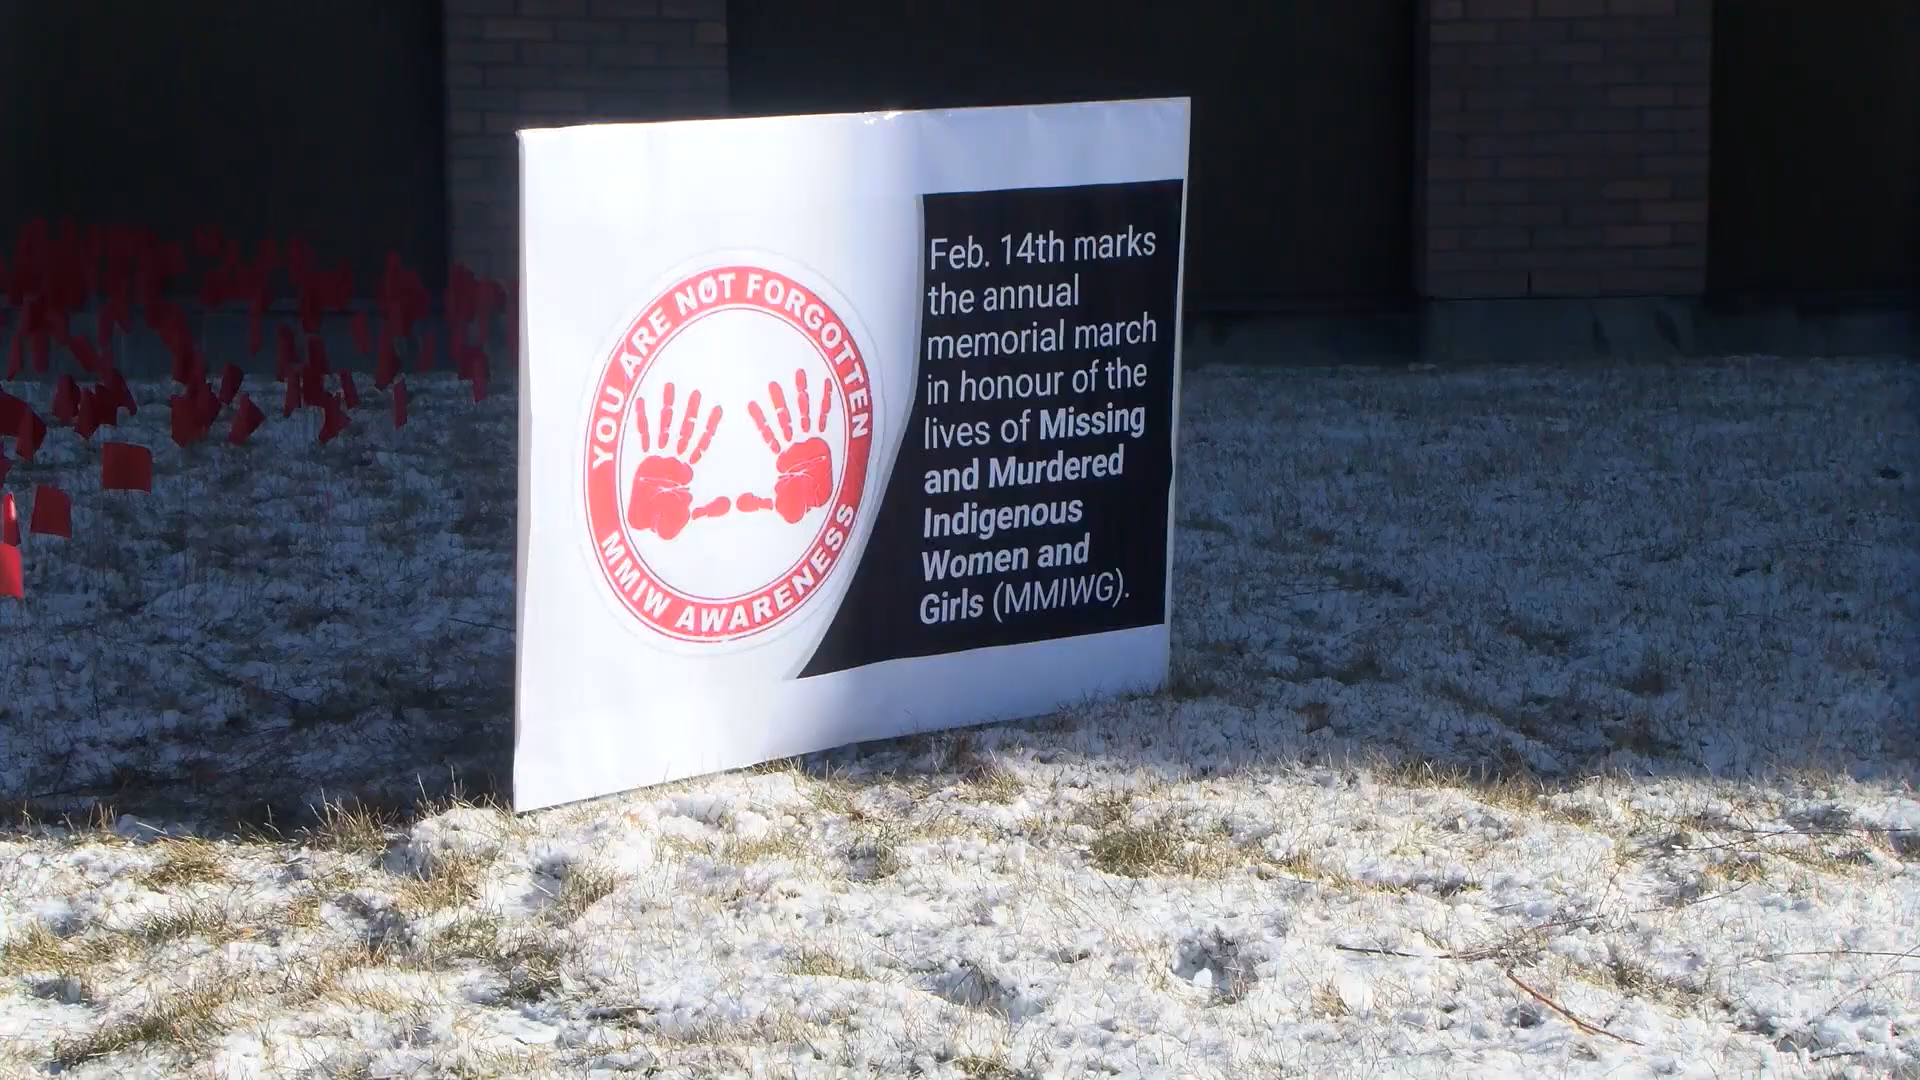 YOU ARE NOT FORGOTTEN
MMIW AWARENESS
Feb. 14th marks
the annual
memorial march
in honour of the
lives of Missing
and Murdered
Indigenous
Women and
Girls (MMIWG).